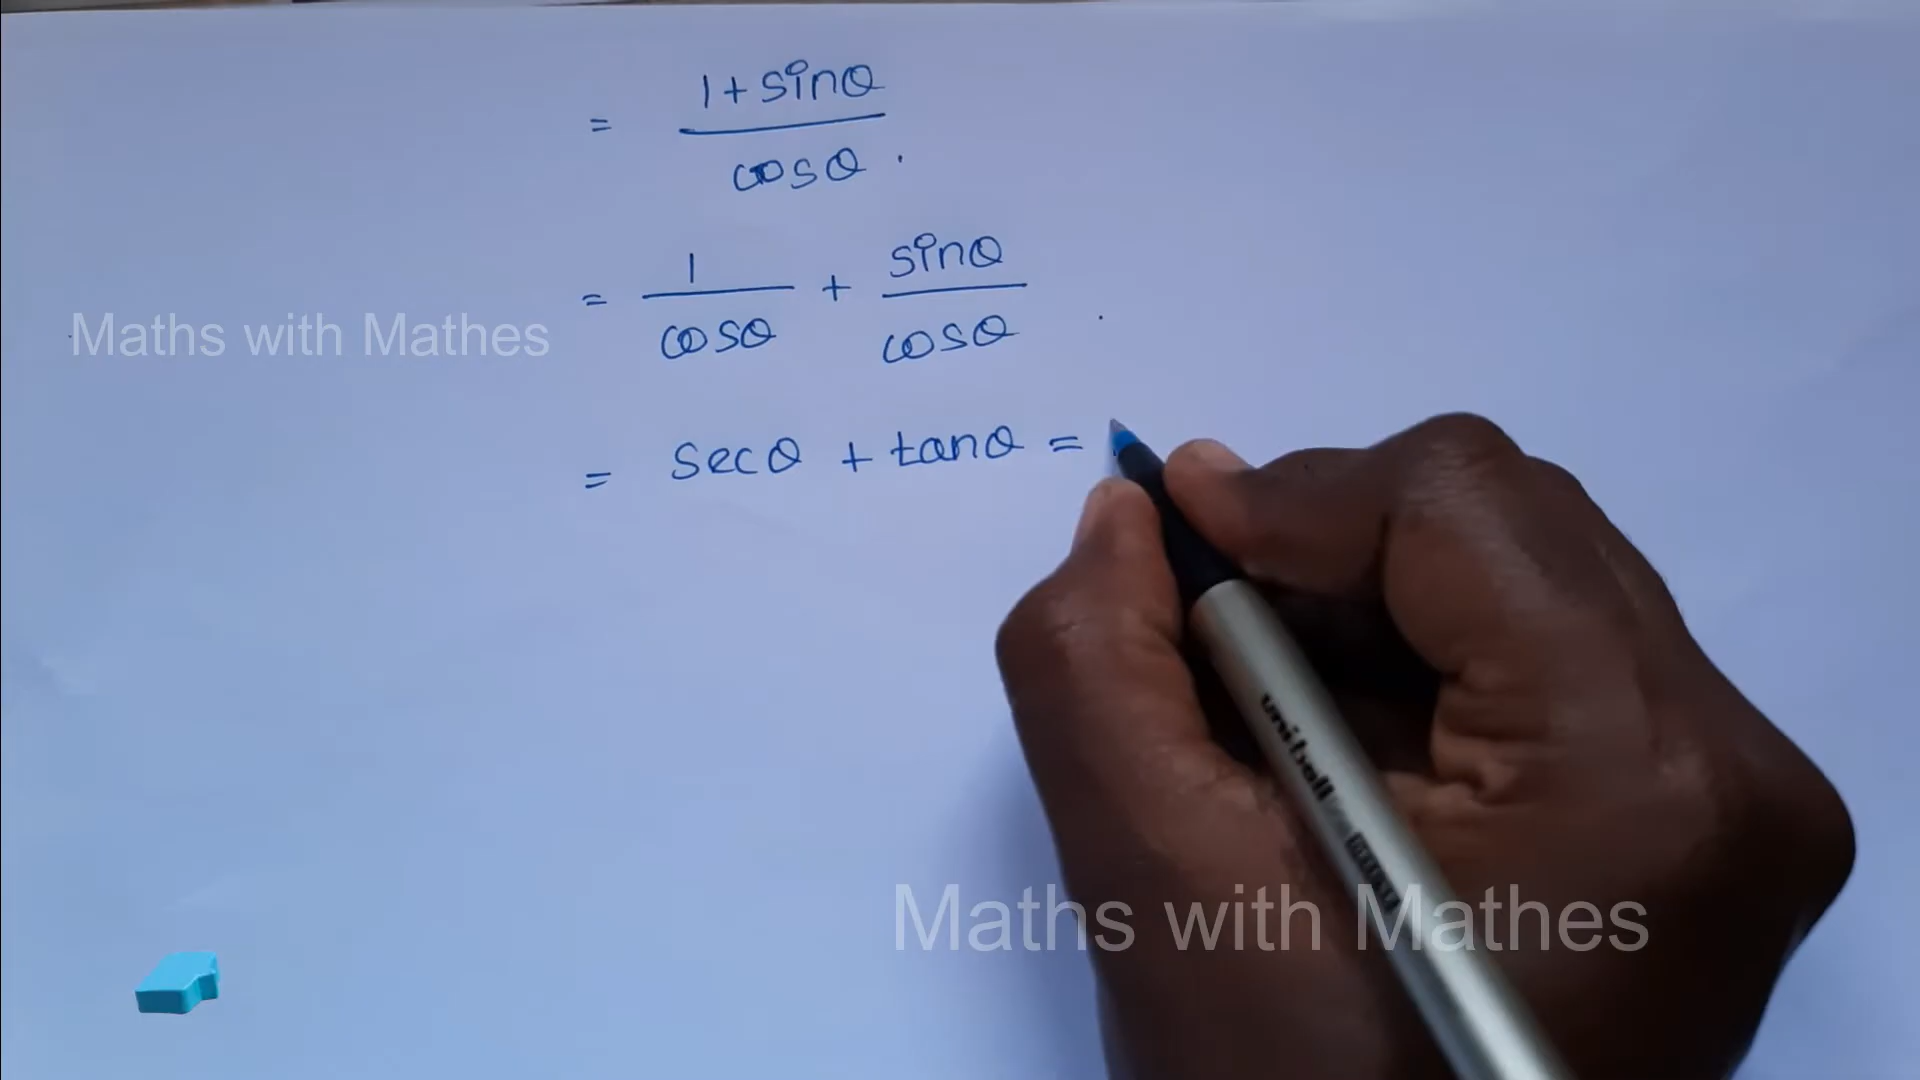 = 1+sinθ / cosθ .
= 1/cosθ + sinθ/cosθ .
Maths with Mathes
= secθ + tanθ =
uniball
Maths with Mathes